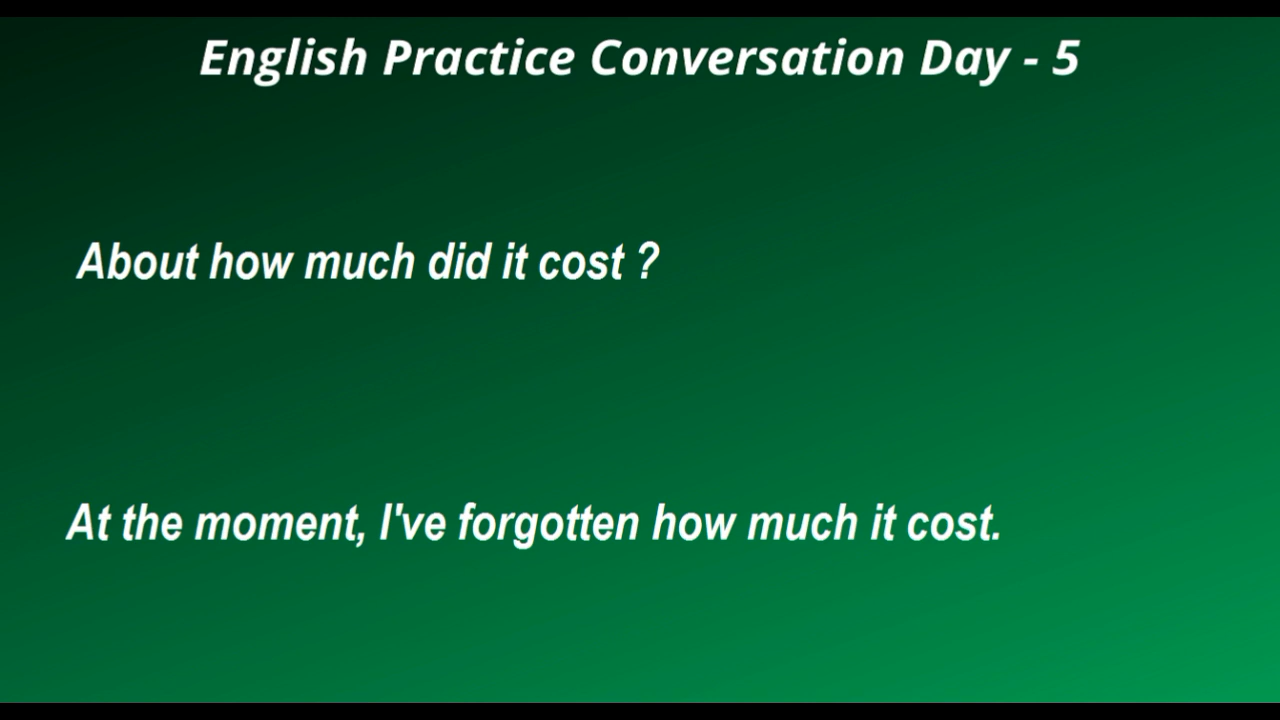 English Practice Conversation Day - 5
About how much did it cost ?
At the moment, I've forgotten how much it cost.